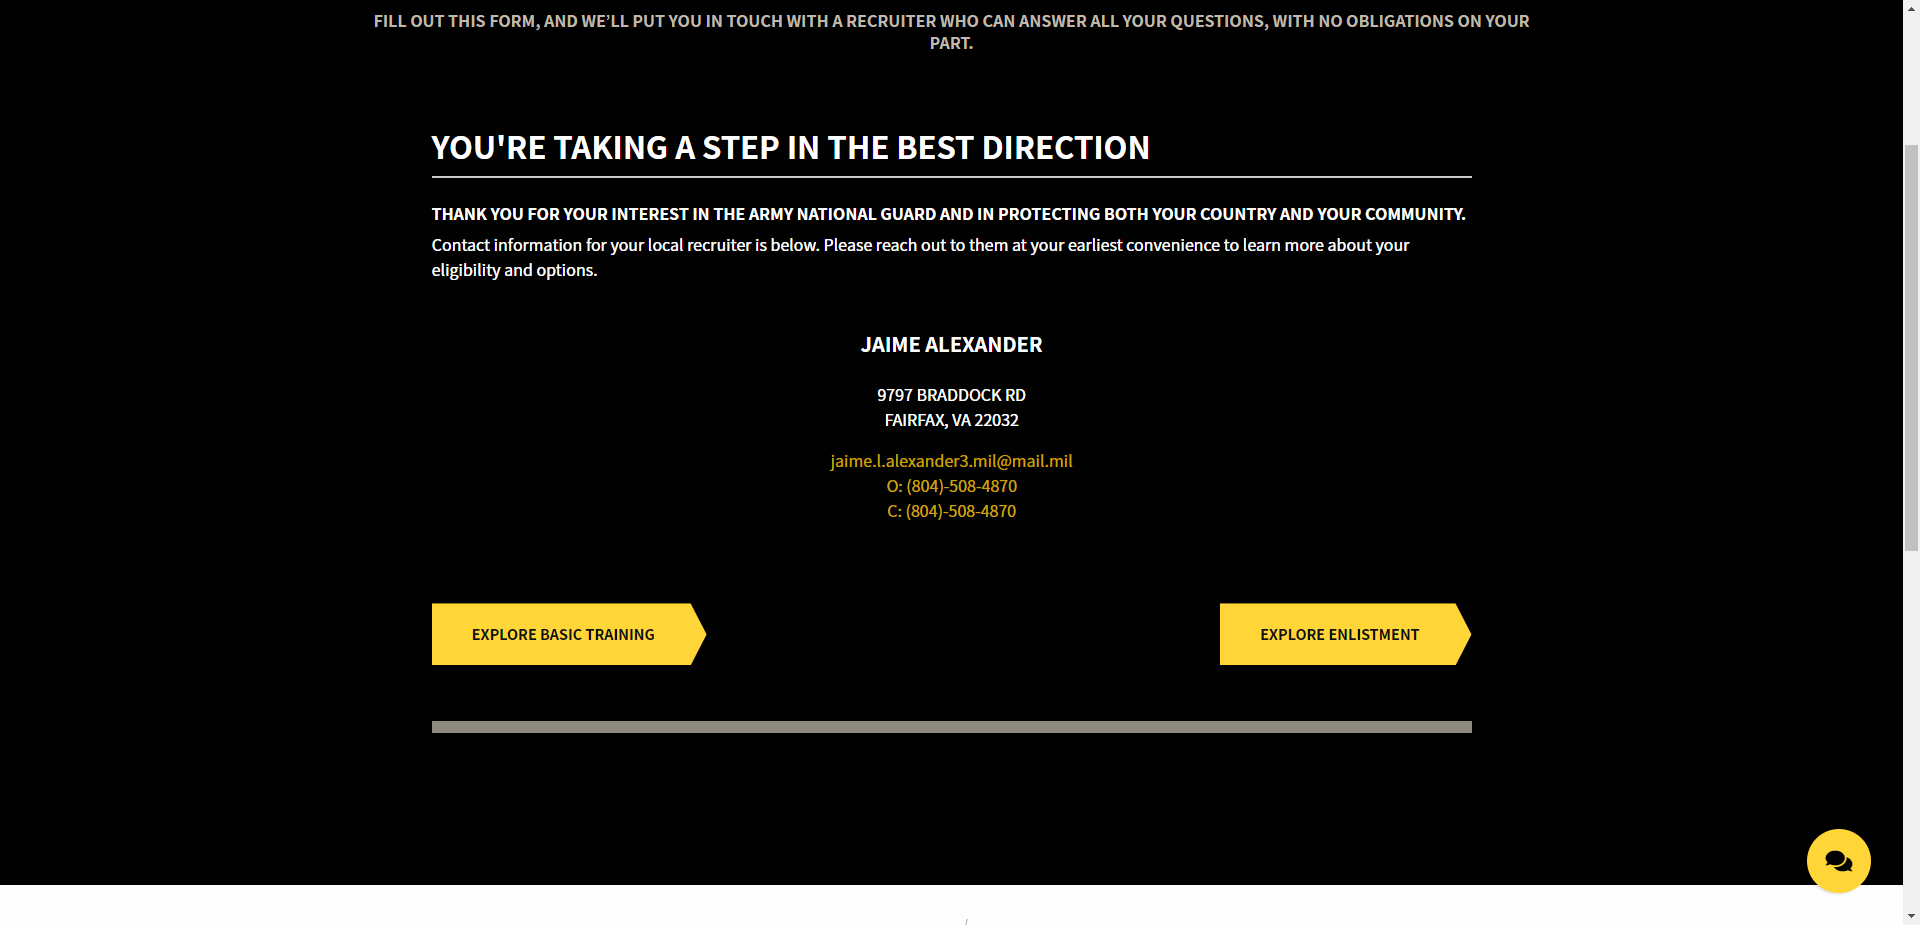 FILL OUT THIS FORM, AND WE’LL PUT YOU IN TOUCH WITH A RECRUITER WHO CAN ANSWER ALL YOUR QUESTIONS, WITH NO OBLIGATIONS ON YOUR
PART.
YOU'RE TAKING A STEP IN THE BEST DIRECTION
THANK YOU FOR YOUR INTEREST IN THE ARMY NATIONAL GUARD AND IN PROTECTING BOTH YOUR COUNTRY AND YOUR COMMUNITY.
Contact information for your local recruiter is below. Please reach out to them at your earliest convenience to learn more about your
eligibility and options.
JAIME ALEXANDER
9797 BRADDOCK RD
FAIRFAX, VA 22032
jaime.l.alexander3.mil@mail.mil
O: (804)-508-4870
C: (804)-508-4870
EXPLORE BASIC TRAINING
EXPLORE ENLISTMENT